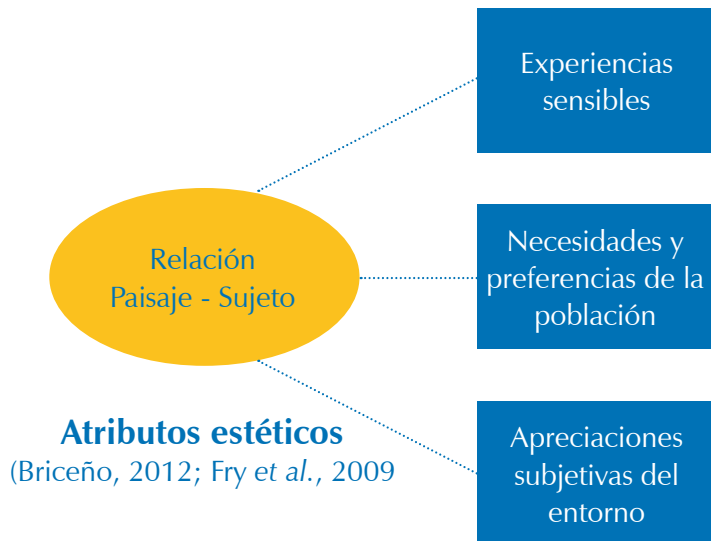 Experiencias
sensibles
Relación
Paisaje - Sujeto
Necesidades y
preferencias de la
población
Atributos estéticos
(Briceño, 2012; Fry et al., 2009
Apreciaciones
subjetivas del
entorno